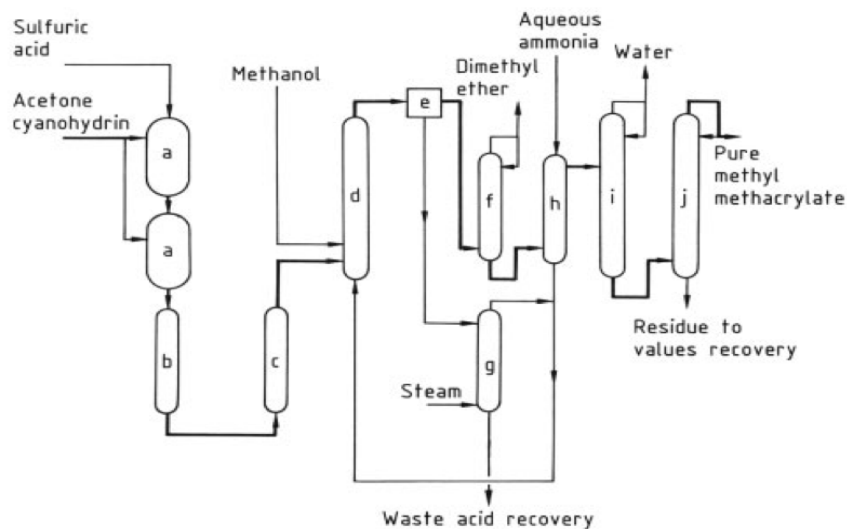 Sulfuric
acid
Acetone
cyanohydrin
Methanol
Dimethyl
ether
Aqueous
ammonia
Water
Pure
methyl
methacrylate
a
a
b
c
d
e
f
g
h
i
j
Steam
Residue to
values recovery
Waste acid recovery